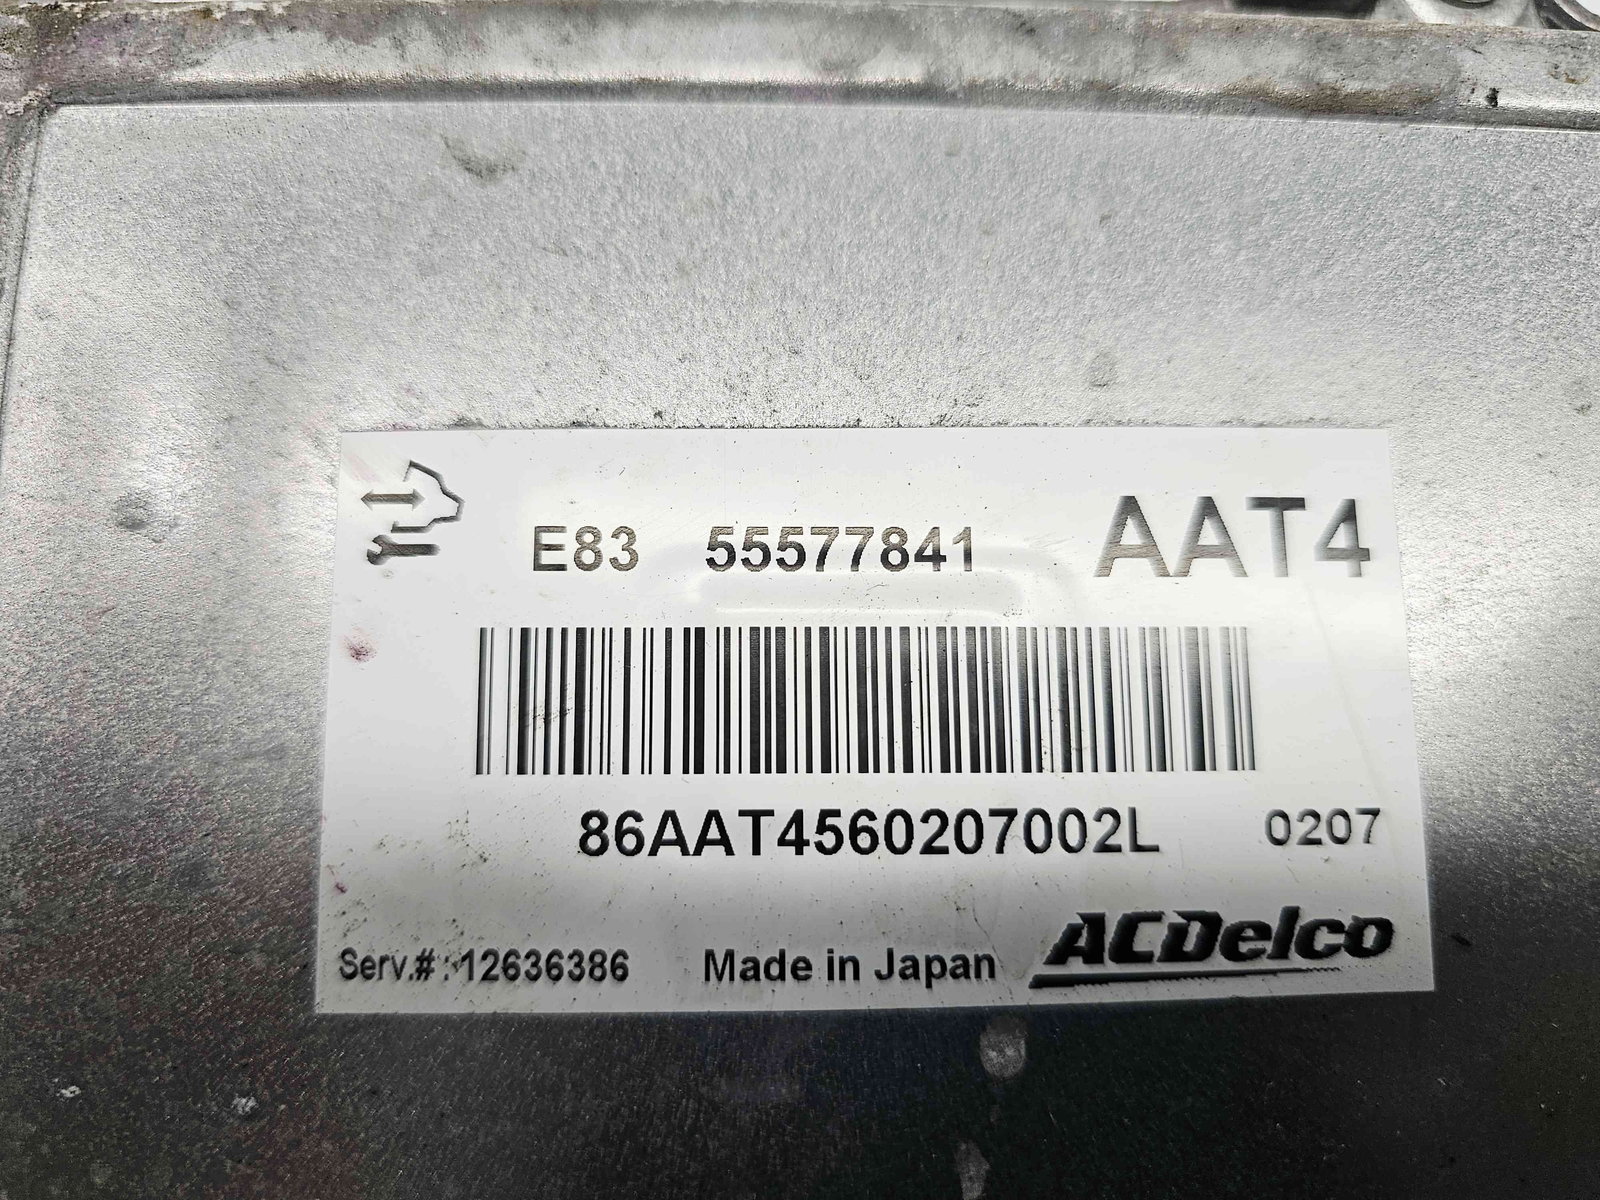 E83 55577841 AAT4
86AAT4560207002L 0207
Serv.#:12636386 Made in Japan ACDelco